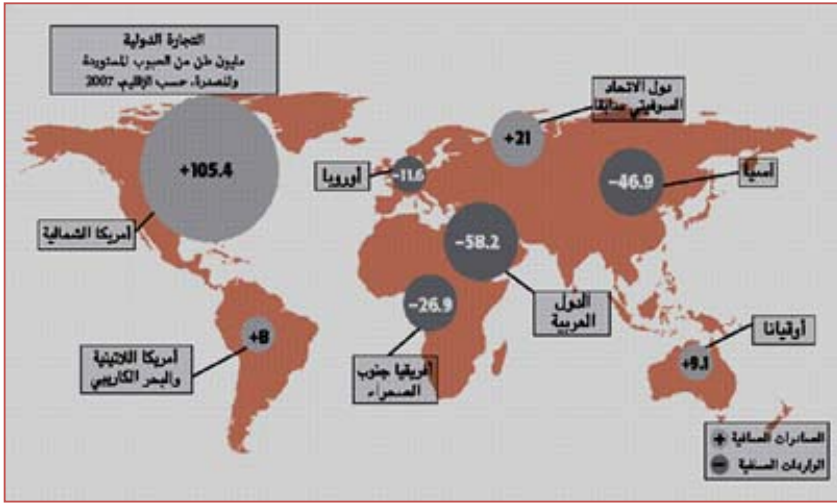 التجارة الدولية
مليون طن من الحبوب المستوردة
والمصدرة، حسب الإقليم، 2007
دول الاتحاد
السوفيتي سابقا
+21
+105.4
أوروبا
-11.6
-46.9
آسيا
أمريكا الشمالية
-58.2
-26.9
الدول
العربية
أوقيانا
+8
أمريكا اللاتينية
والبحر الكاريبي
أفريقيا جنوب
الصحراء
+9.1
+ الصادرات الصافية
- الواردات الصافية